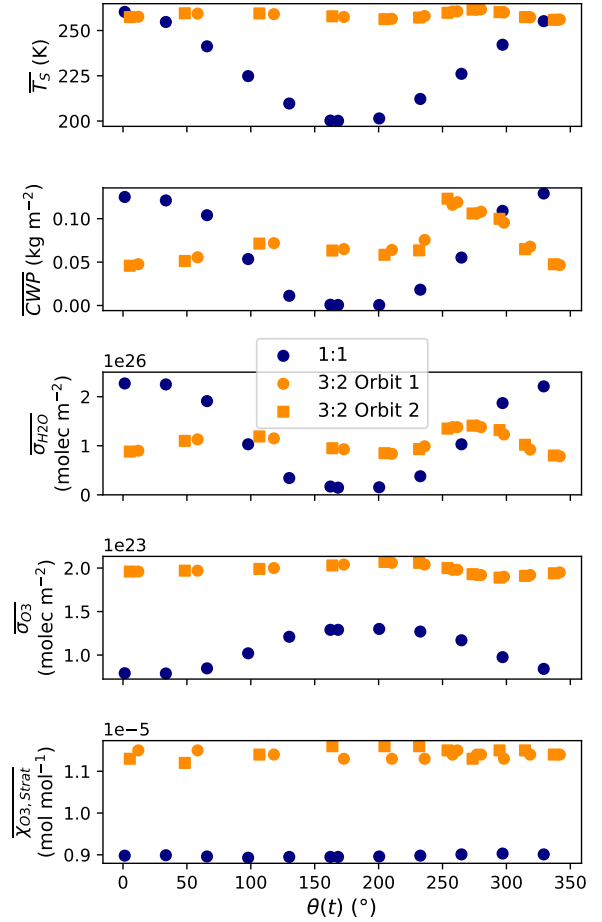 250
225
200
T̅_S (K)
0.10
0.05
0.00
CWP (kg m⁻²)
1e26
2
1
0
σ_H2O
(molec m⁻²)
1:1
3:2 Orbit 1
3:2 Orbit 2
1e23
2.0
1.5
1.0
σ_O3
(molec m⁻²)
1e−5
1.1
1.0
0.9
χ_O3,Strat
(mol mol⁻¹)
0 50 100 150 200 250 300 350
θ(t) (°)